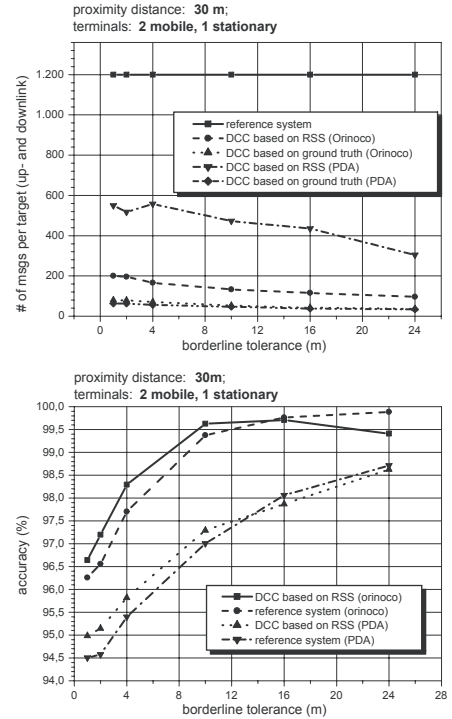 proximity distance: 30 m;
terminals: 2 mobile, 1 stationary
# of msgs per target (up- and downlink)
1.200
1.000
800
600
400
200
0
reference system
DCC based on RSS (Orinoco)
DCC based on ground truth (Orinoco)
DCC based on RSS (PDA)
DCC based on ground truth (PDA)
0 4 8 12 16 20 24 28
borderline tolerance (m)
proximity distance: 30m;
terminals: 2 mobile, 1 stationary
accuracy (%)
100,0
99,5
99,0
98,5
98,0
97,5
97,0
96,5
96,0
95,5
95,0
94,5
94,0
DCC based on RSS (orinoco)
reference system (orinoco)
DCC based on RSS (PDA)
reference system (PDA)
0 4 8 12 16 20 24 28
borderline tolerance (m)